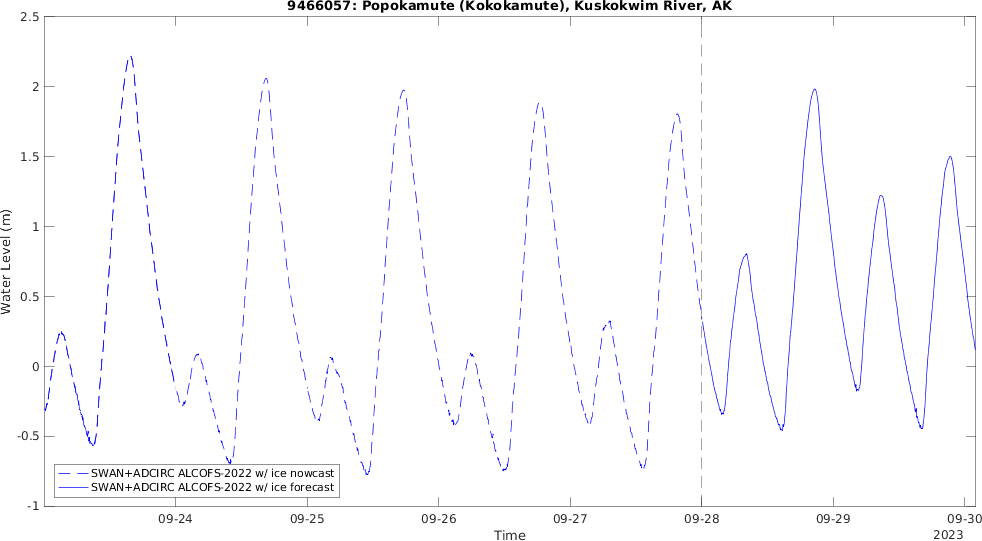 9466057: Popokamute (Kokokamute), Kuskokwim River, AK
2.5
2
1.5
1
0.5
0
-0.5
-1
Water Level (m)
SWAN+ADCIRC ALCOFS-2022 w/ ice nowcast
SWAN+ADCIRC ALCOFS-2022 w/ ice forecast
09-24 09-25 09-26 09-27 09-28 09-29 09-30
Time
2023